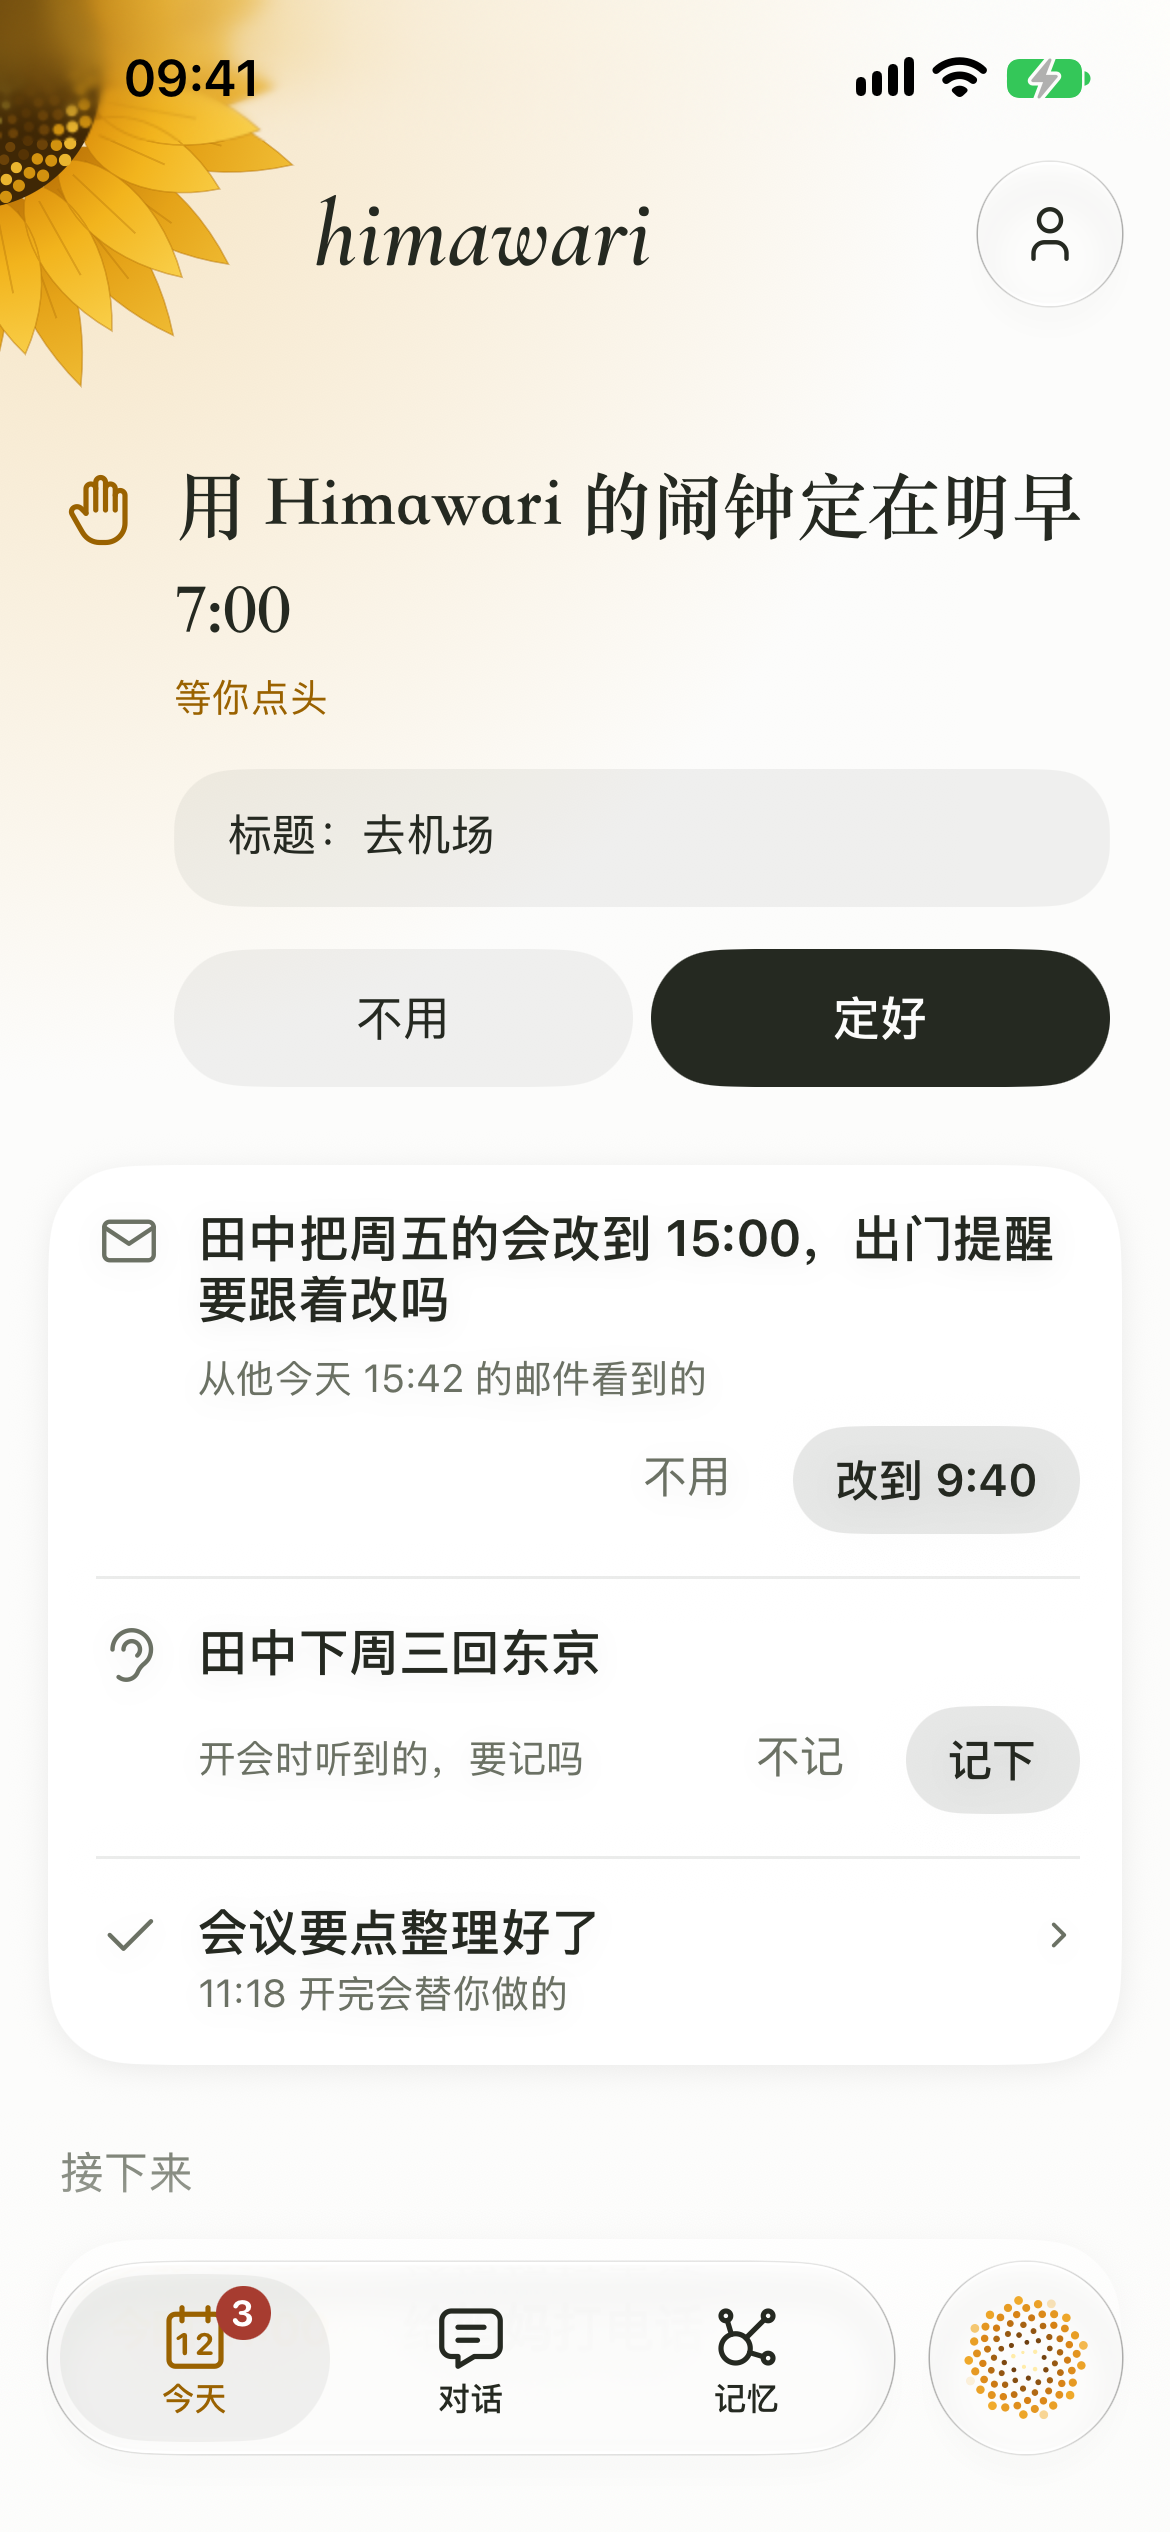 09:41
himawari
用 Himawari 的闹钟定在明早
7:00
等你点头
标题：去机场
不用
定好
田中把周五的会改到 15:00，出门提醒
要跟着改吗
从他今天 15:42 的邮件看到的
不用
改到 9:40
田中下周三回东京
开会时听到的，要记吗
不记
记下
会议要点整理好了
11:18 开完会替你做的
接下来
12
3
今天
对话
记忆